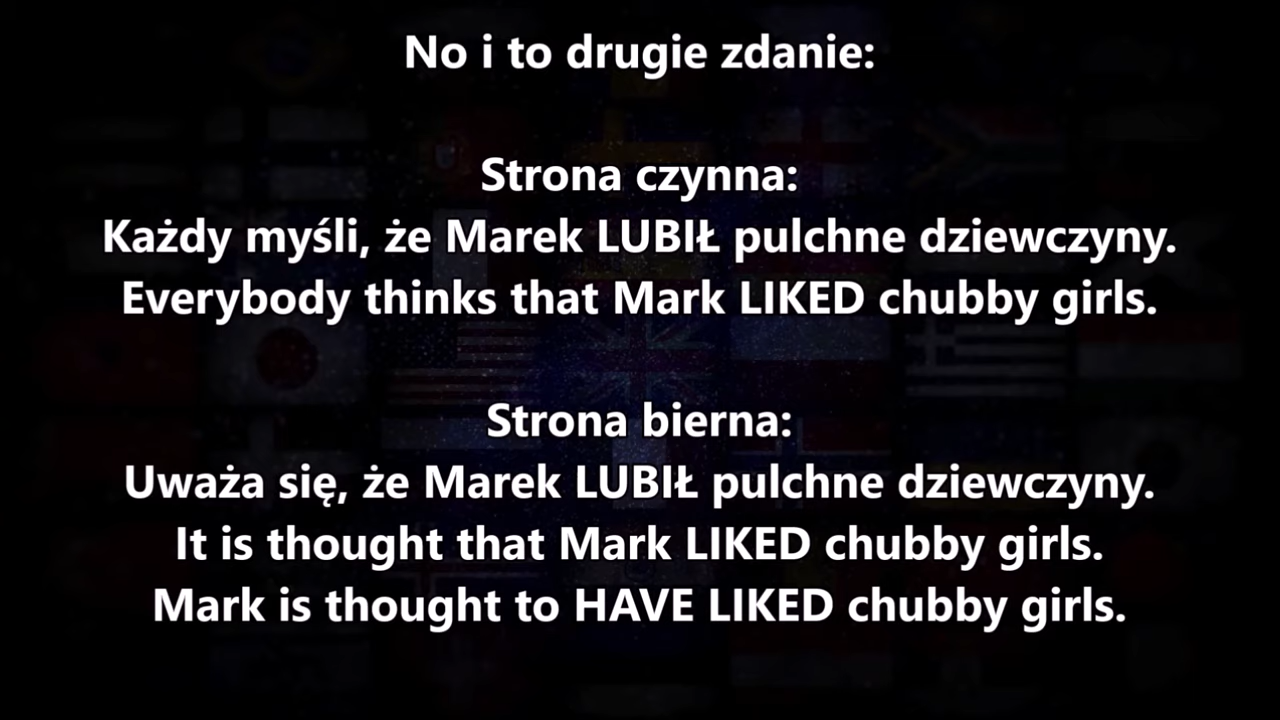 No i to drugie zdanie:
Strona czynna:
Każdy myśli, że Marek LUBIŁ pulchne dziewczyny.
Everybody thinks that Mark LIKED chubby girls.
Strona bierna:
Uważa się, że Marek LUBIŁ pulchne dziewczyny.
It is thought that Mark LIKED chubby girls.
Mark is thought to HAVE LIKED chubby girls.